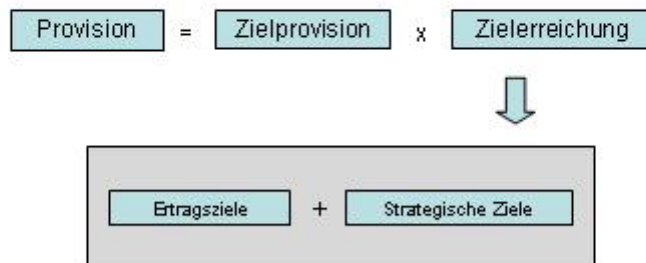 Provision = Zielprovision x Zielerreichung
Ertragsziele + Strategische Ziele